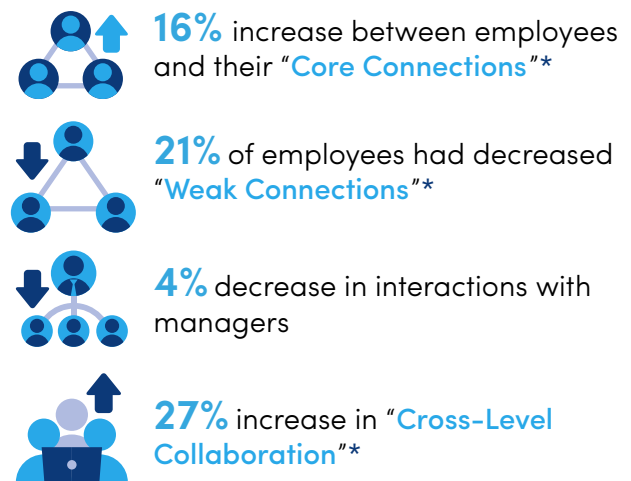 16% increase between employees
and their “Core Connections”*
21% of employees had decreased
“Weak Connections”*
4% decrease in interactions with
managers
27% increase in “Cross-Level
Collaboration”*